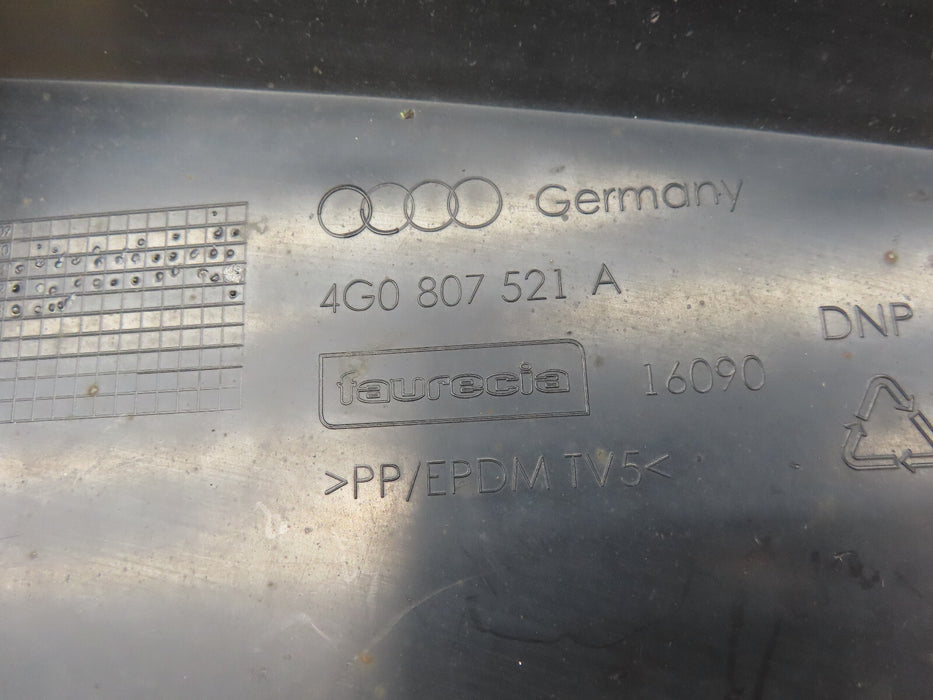 Germany
4G0 807 521 A
DNP
faurecia
16090
>PP/EPDM TV5<